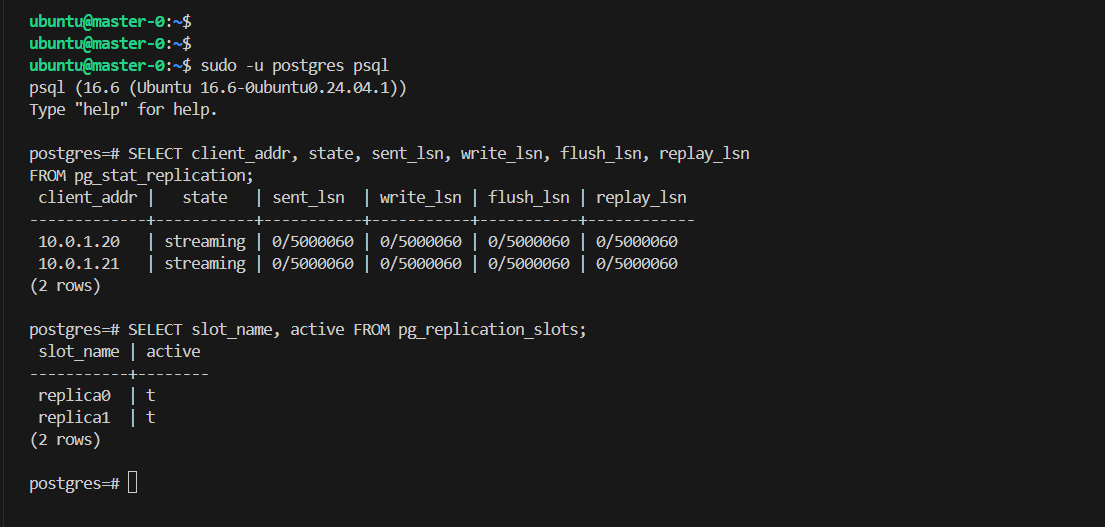 ubuntu@master-0:~$
ubuntu@master-0:~$
ubuntu@master-0:~$ sudo -u postgres psql
psql (16.6 (Ubuntu 16.6-0ubuntu0.24.04.1))
Type "help" for help.

postgres=# SELECT client_addr, state, sent_lsn, write_lsn, flush_lsn, replay_lsn
FROM pg_stat_replication;
 client_addr |   state   | sent_lsn  | write_lsn | flush_lsn | replay_lsn
-------------+-----------+-----------+-----------+-----------+------------
 10.0.1.20   | streaming | 0/5000060 | 0/5000060 | 0/5000060 | 0/5000060
 10.0.1.21   | streaming | 0/5000060 | 0/5000060 | 0/5000060 | 0/5000060
(2 rows)

postgres=# SELECT slot_name, active FROM pg_replication_slots;
 slot_name | active
-----------+--------
 replica0  | t
 replica1  | t
(2 rows)

postgres=#